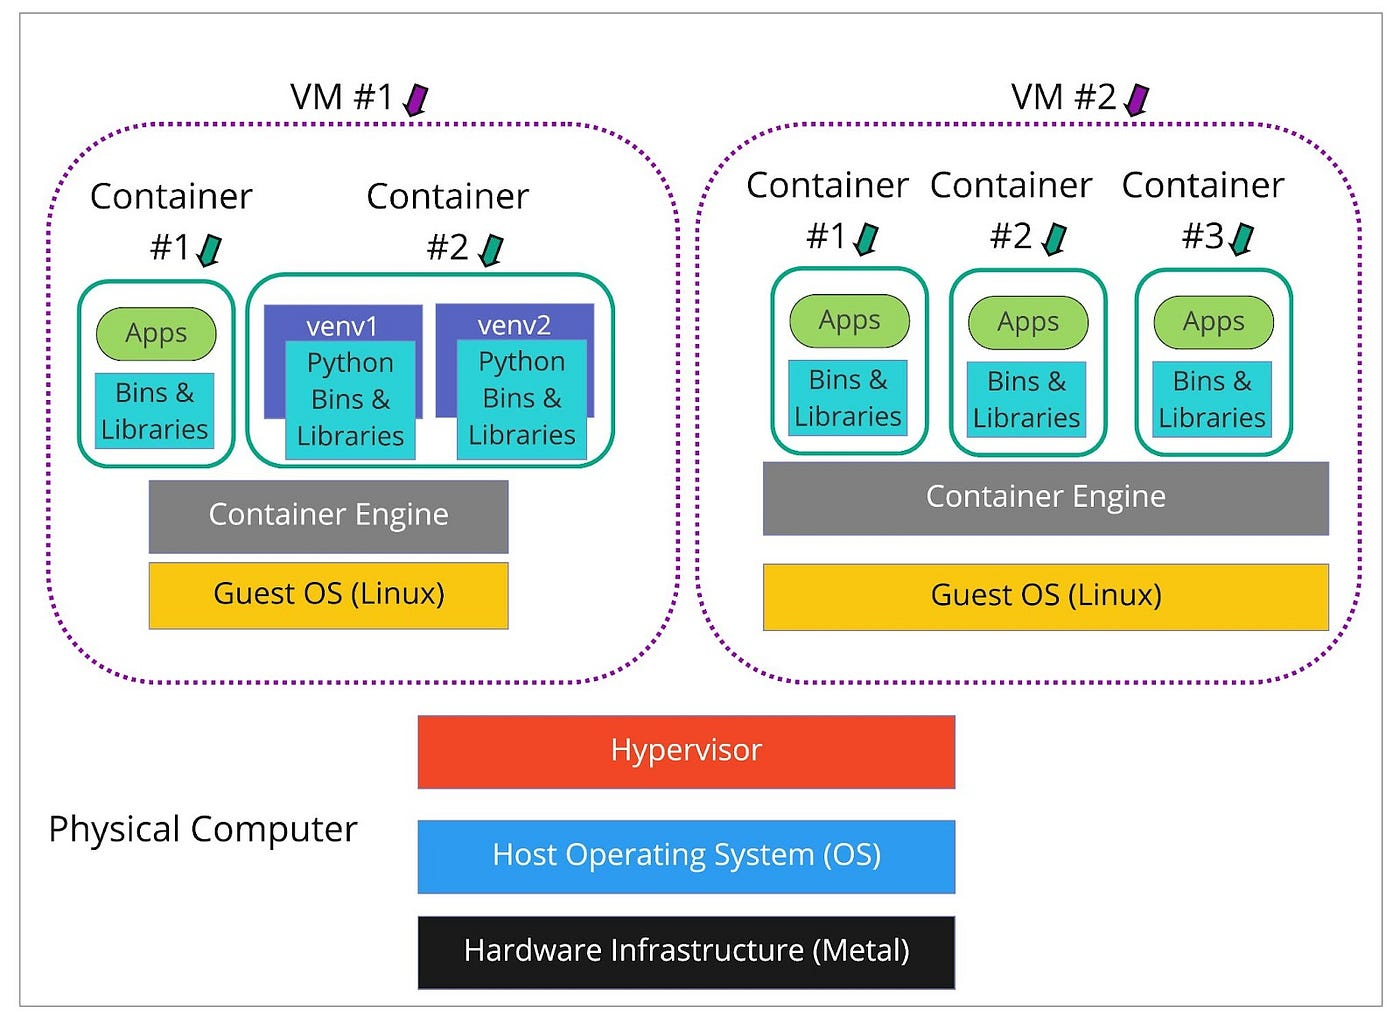 VM #1
VM #2
Container
#1
Container
#2
Container
#1
Container
#2
Container
#3
Apps
Bins &
Libraries
venv1
Python
Bins &
Libraries
venv2
Python
Bins &
Libraries
Apps
Bins &
Libraries
Apps
Bins &
Libraries
Apps
Bins &
Libraries
Container Engine
Guest OS (Linux)
Container Engine
Guest OS (Linux)
Hypervisor
Physical Computer
Host Operating System (OS)
Hardware Infrastructure (Metal)